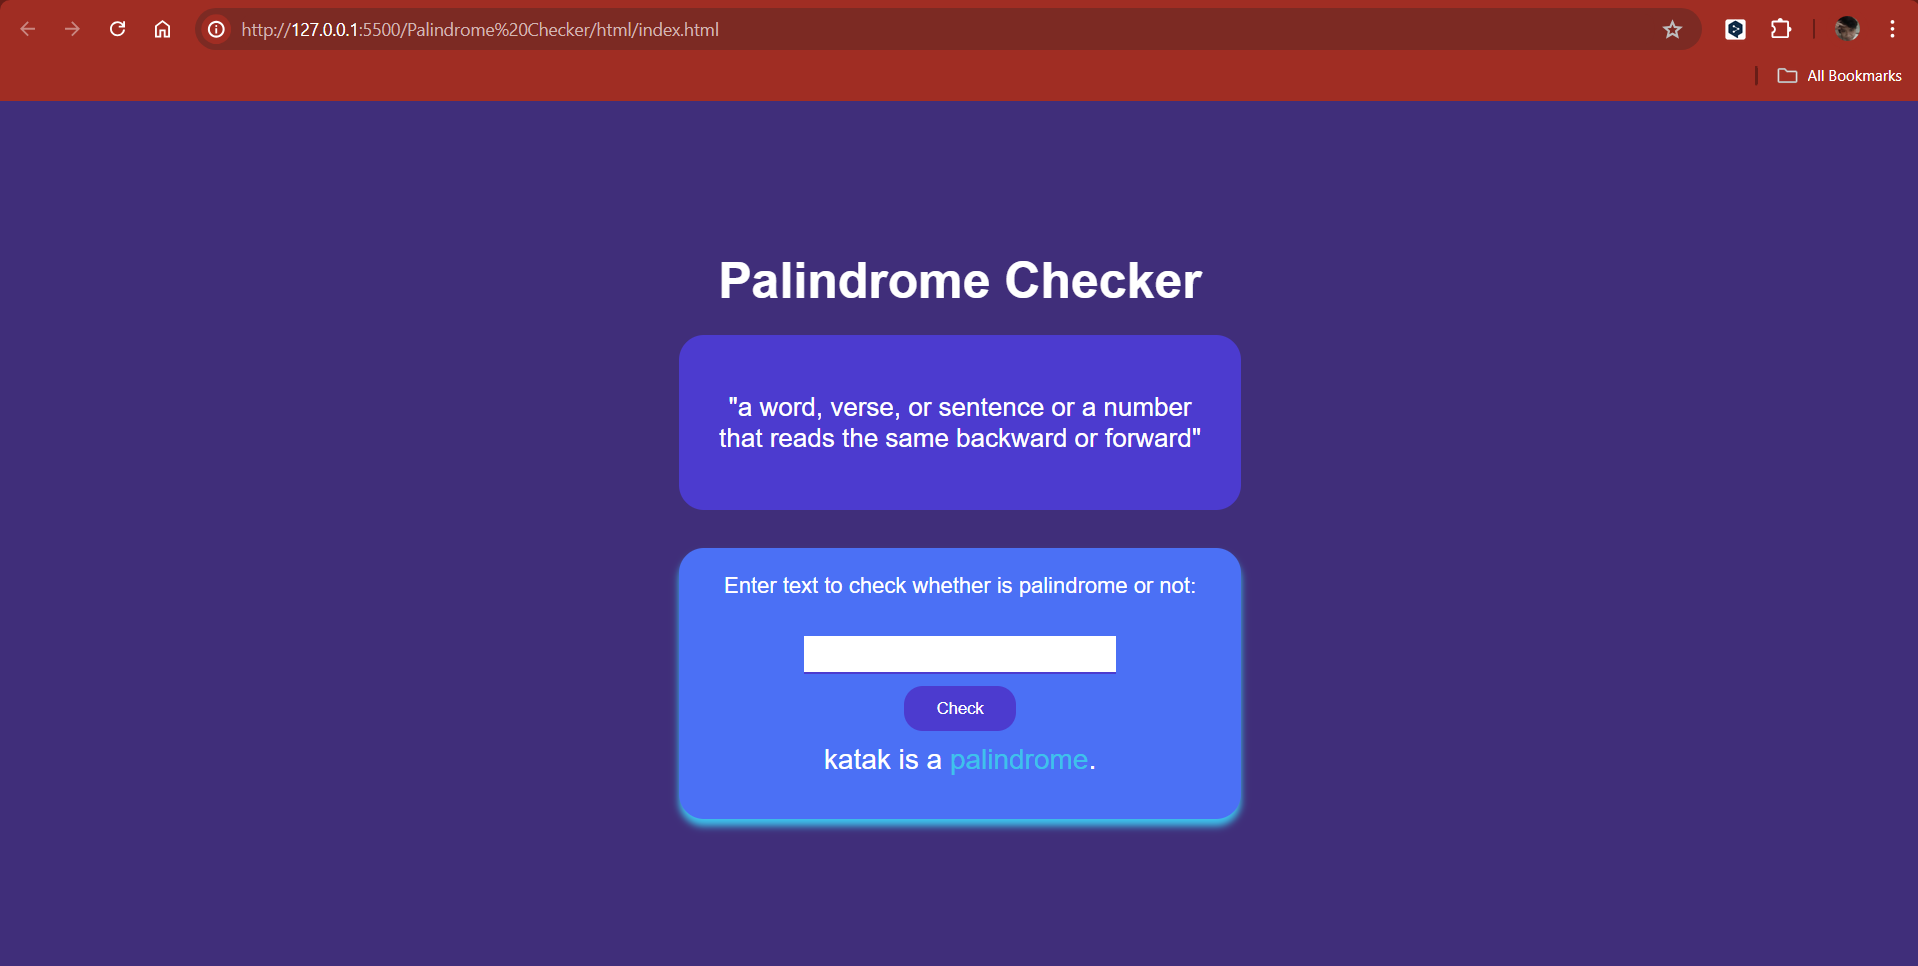 http://127.0.0.1:5500/Palindrome%20Checker/html/index.html
All Bookmarks
Palindrome Checker
"a word, verse, or sentence or a number
that reads the same backward or forward"
Enter text to check whether is palindrome or not:
Check
katak is a palindrome.